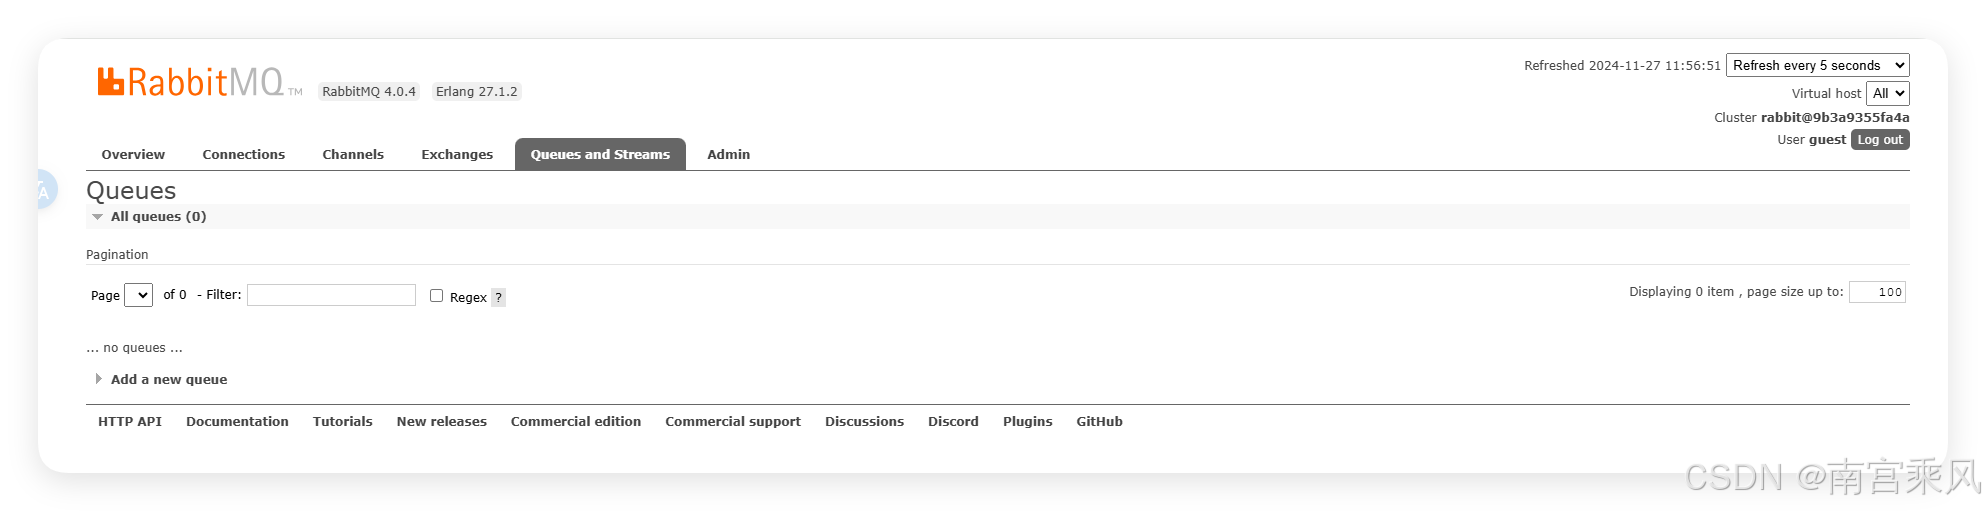 RabbitMQ TM RabbitMQ 4.0.4 Erlang 27.1.2
Refreshed 2024-11-27 11:56:51 Refresh every 5 seconds
Virtual host All
Cluster rabbit@9b3a9355fa4a
User guest Log out
Overview Connections Channels Exchanges Queues and Streams Admin
Queues
All queues (0)
Pagination
Page of 0 - Filter: Regex ? Displaying 0 item , page size up to: 100
... no queues ...
Add a new queue
HTTP API Documentation Tutorials New releases Commercial edition Commercial support Discussions Discord Plugins GitHub
CSDN @南宫乘风